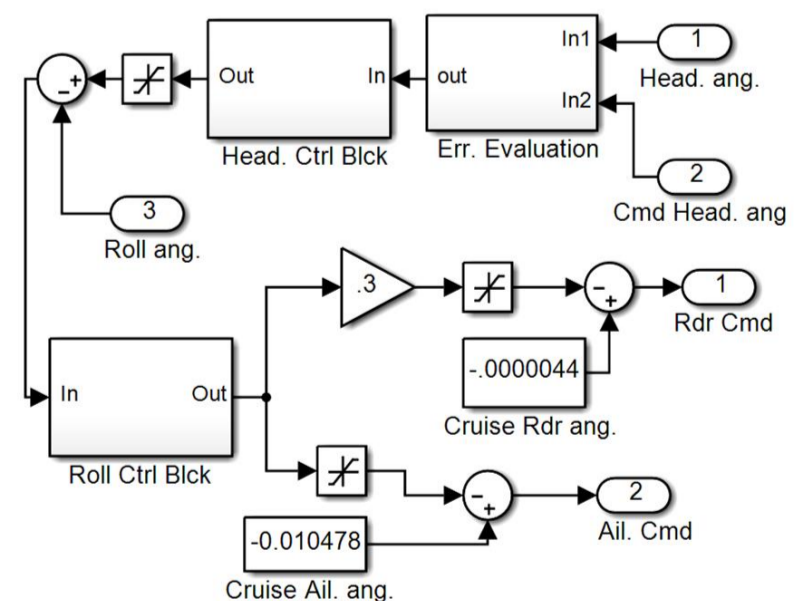 In1
1
Out
In
out
Head. ang.
In2
Head. Ctrl Blck
Err. Evaluation
2
Cmd Head. ang
3
Roll ang.
.3
1
Rdr Cmd
-.0000044
In
Out
Cruise Rdr ang.
Roll Ctrl Blck
2
Ail. Cmd
-0.010478
Cruise Ail. ang.